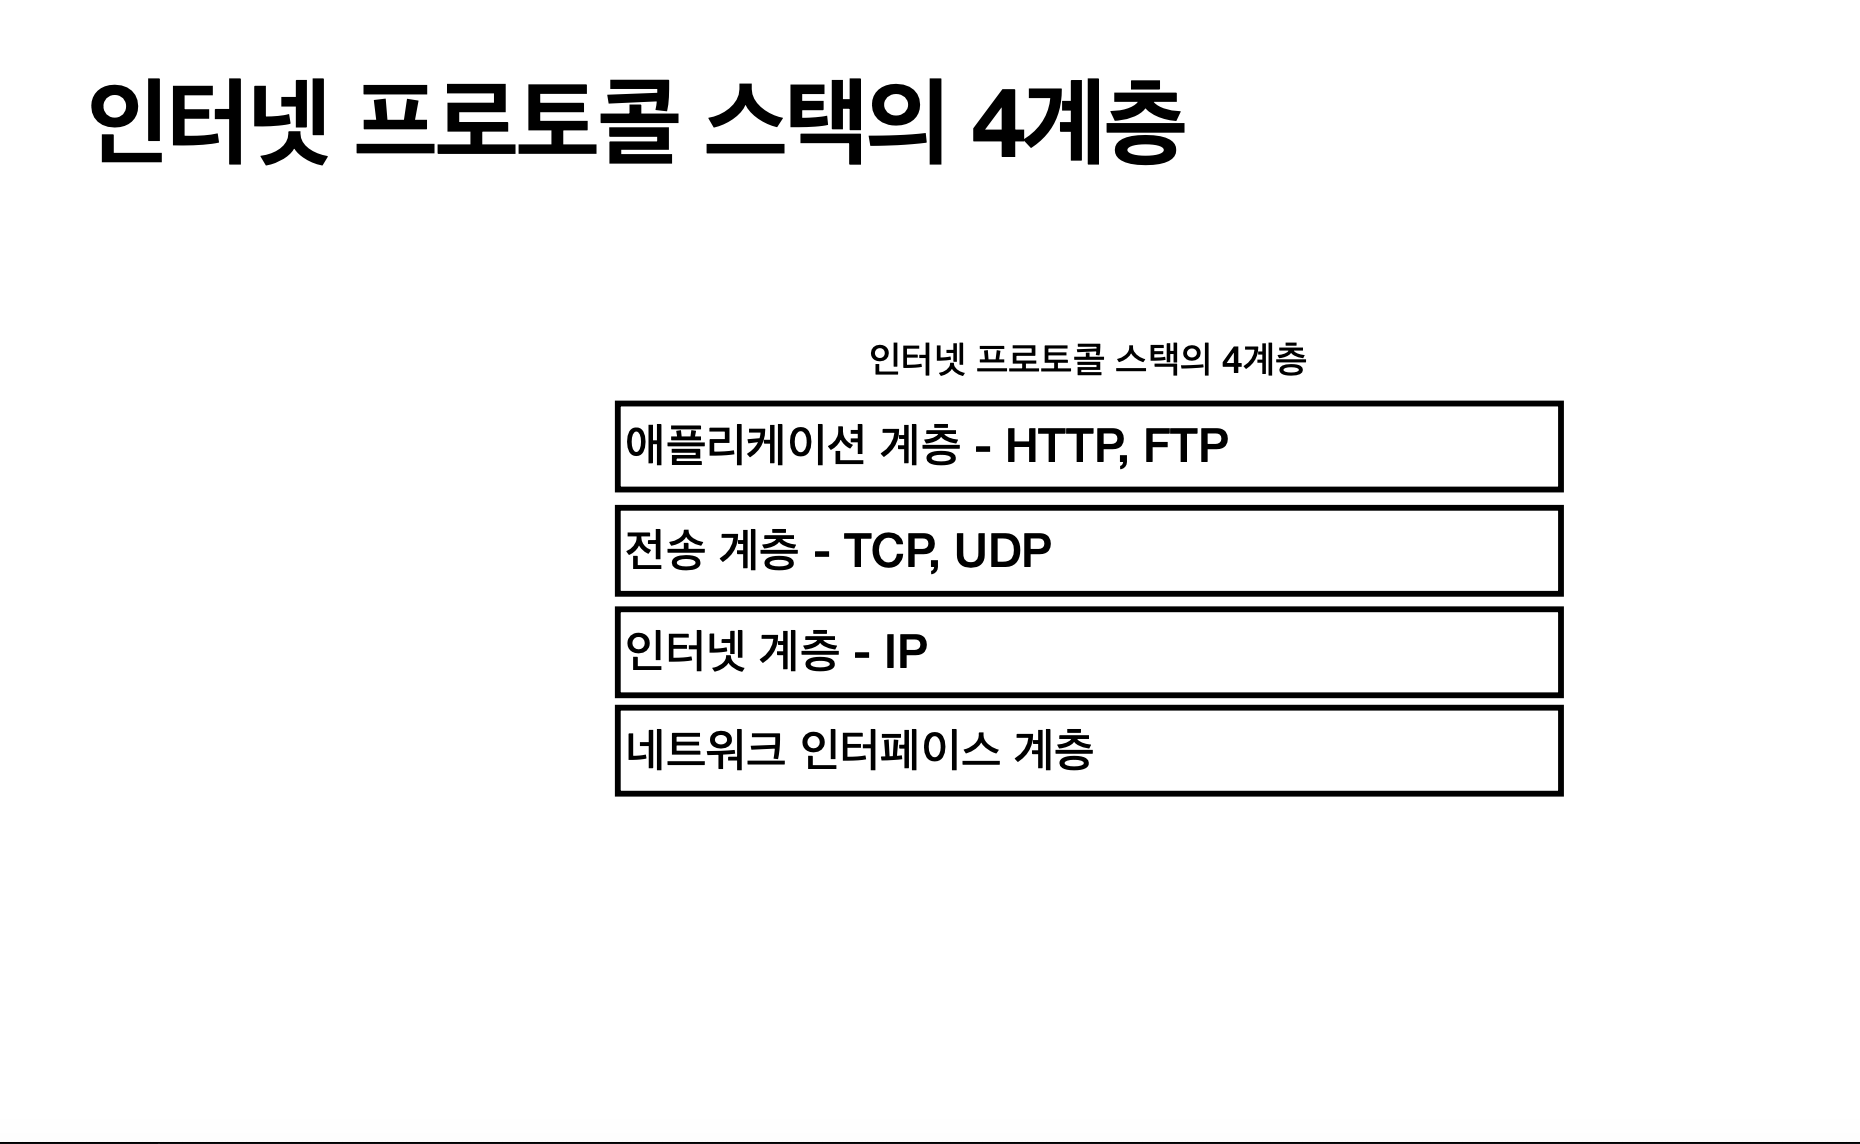 인터넷 프로토콜 스택의 4계층
인터넷 프로토콜 스택의 4계층
애플리케이션 계층 - HTTP, FTP
전송 계층 - TCP, UDP
인터넷 계층 - IP
네트워크 인터페이스 계층